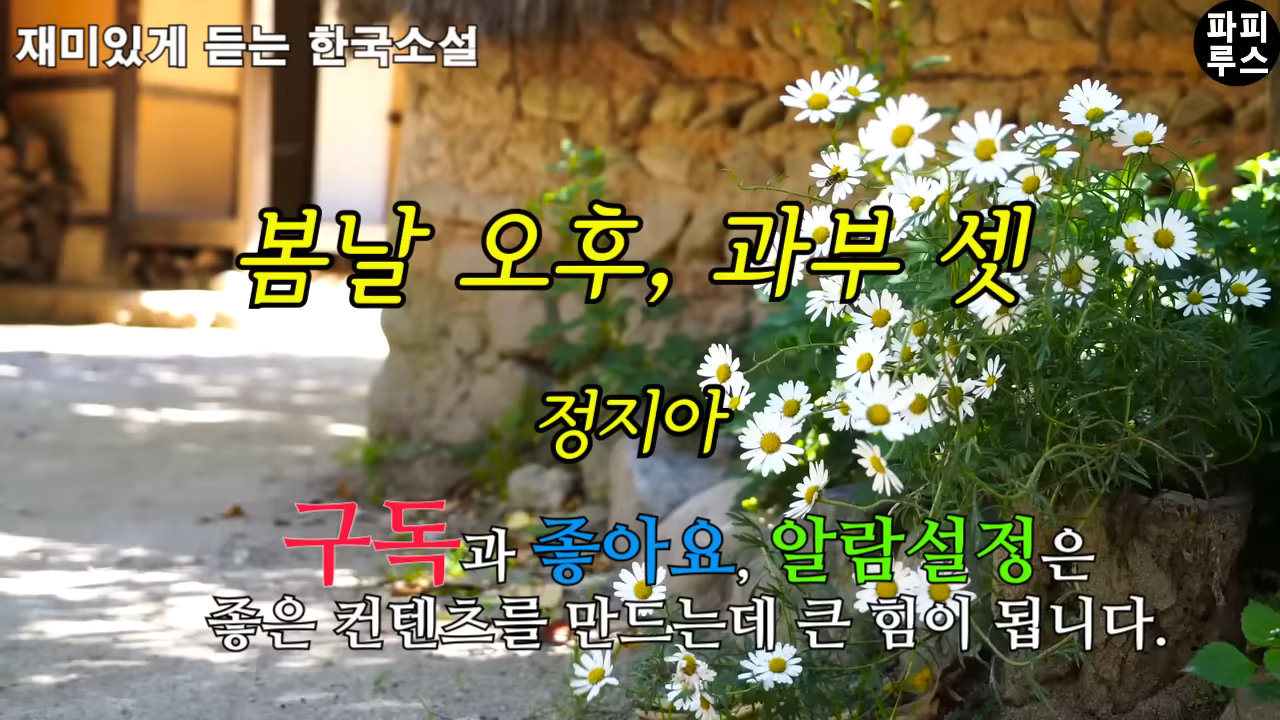 재미있게 듣는 한국소설
파피
루스
봄날 오후, 과부 셋
정지아
구독과 좋아요, 알람설정은
좋은 컨텐츠를 만드는데 큰 힘이 됩니다.